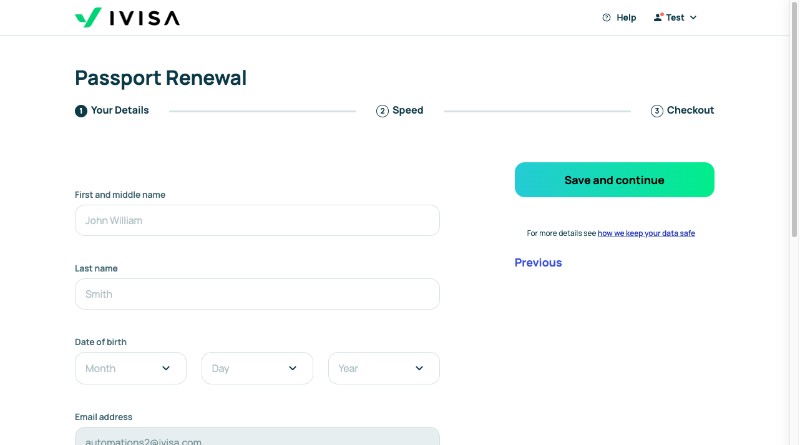 IVISA
Help
Test
Passport Renewal
1 Your Details
2 Speed
3 Checkout
First and middle name
John William
Save and continue
For more details see how we keep your data safe
Previous
Last name
Smith
Date of birth
Month
Day
Year
Email address
automations2@ivisa.com